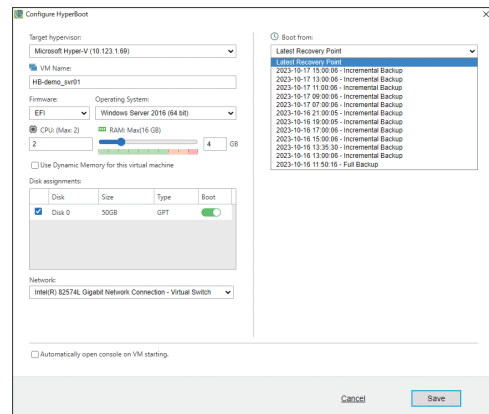 Configure HyperBoot
Target hypervisor:
Microsoft Hyper-V (10.123.1.69)
VM Name:
HB-demo_svr01
Firmware: Operating System:
EFI Windows Server 2016 (64 bit)
CPU: (Max: 2) RAM: Max(16 GB)
2 4 GB
Use Dynamic Memory for this virtual machine
Disk assignments:
Disk Size Type Boot
Disk 0 50GB GPT
Network:
Intel(R) 82574L Gigabit Network Connection - Virtual Switch
Boot from:
Latest Recovery Point
Latest Recovery Point
2023-10-17 15:00:06 - Incremental Backup
2023-10-17 13:00:06 - Incremental Backup
2023-10-17 11:00:06 - Incremental Backup
2023-10-17 09:00:06 - Incremental Backup
2023-10-17 07:00:06 - Incremental Backup
2023-10-16 21:00:05 - Incremental Backup
2023-10-16 19:00:05 - Incremental Backup
2023-10-16 17:00:06 - Incremental Backup
2023-10-16 15:00:06 - Incremental Backup
2023-10-16 13:35:30 - Incremental Backup
2023-10-16 13:00:06 - Incremental Backup
2023-10-16 11:50:16 - Full Backup
Automatically open console on VM starting.
Cancel Save